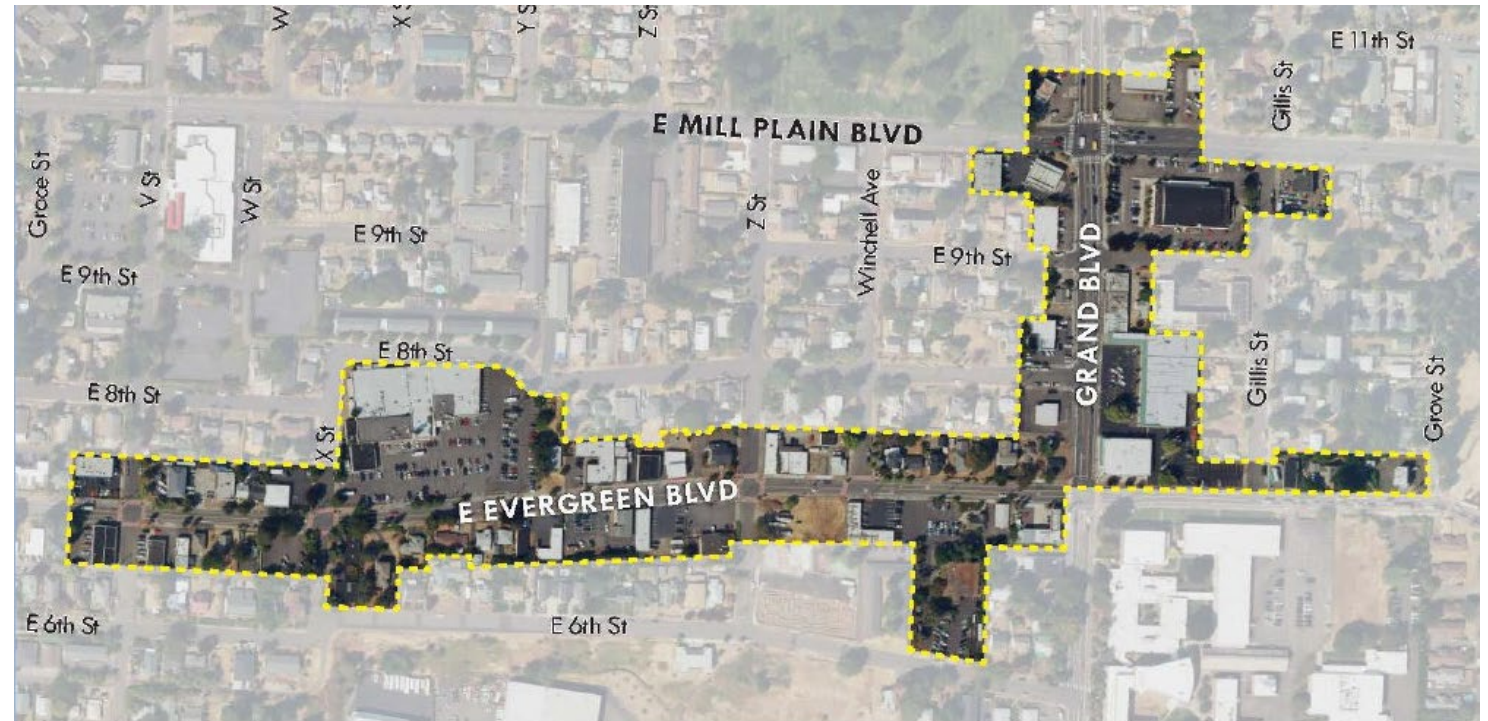 W
X S
Y S
Z S
E 11th St
Gillis St
E MILL PLAIN BLVD
Grace St
V St
W St
Z St
Winchell Ave
E 9th St
E 9th St
E 9th St
GRAND BLVD
E 8th St
E 8th St
Gillis St
Grove St
X St
E EVERGREEN BLVD
E 6th St
E 6th St